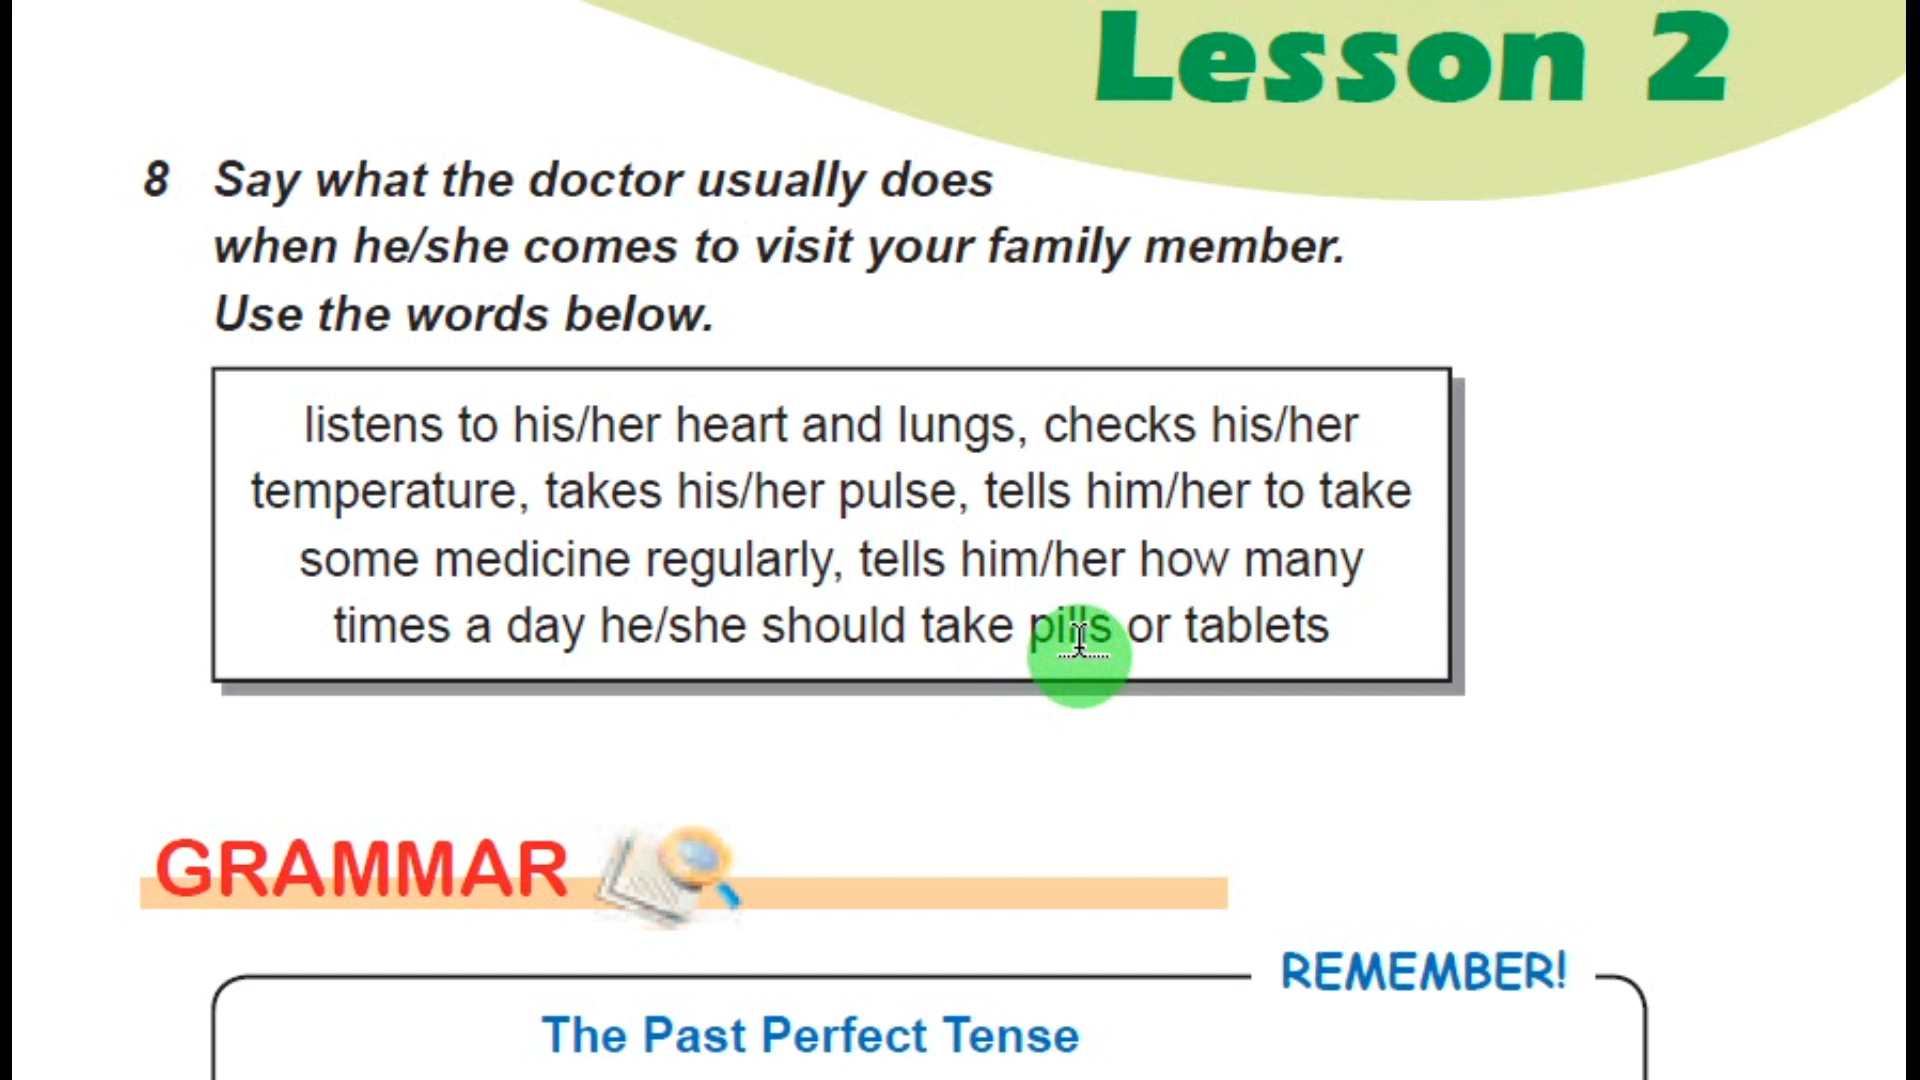 Lesson 2
8 Say what the doctor usually does
when he/she comes to visit your family member.
Use the words below.
listens to his/her heart and lungs, checks his/her
temperature, takes his/her pulse, tells him/her to take
some medicine regularly, tells him/her how many
times a day he/she should take pills or tablets
GRAMMAR
REMEMBER!
The Past Perfect Tense